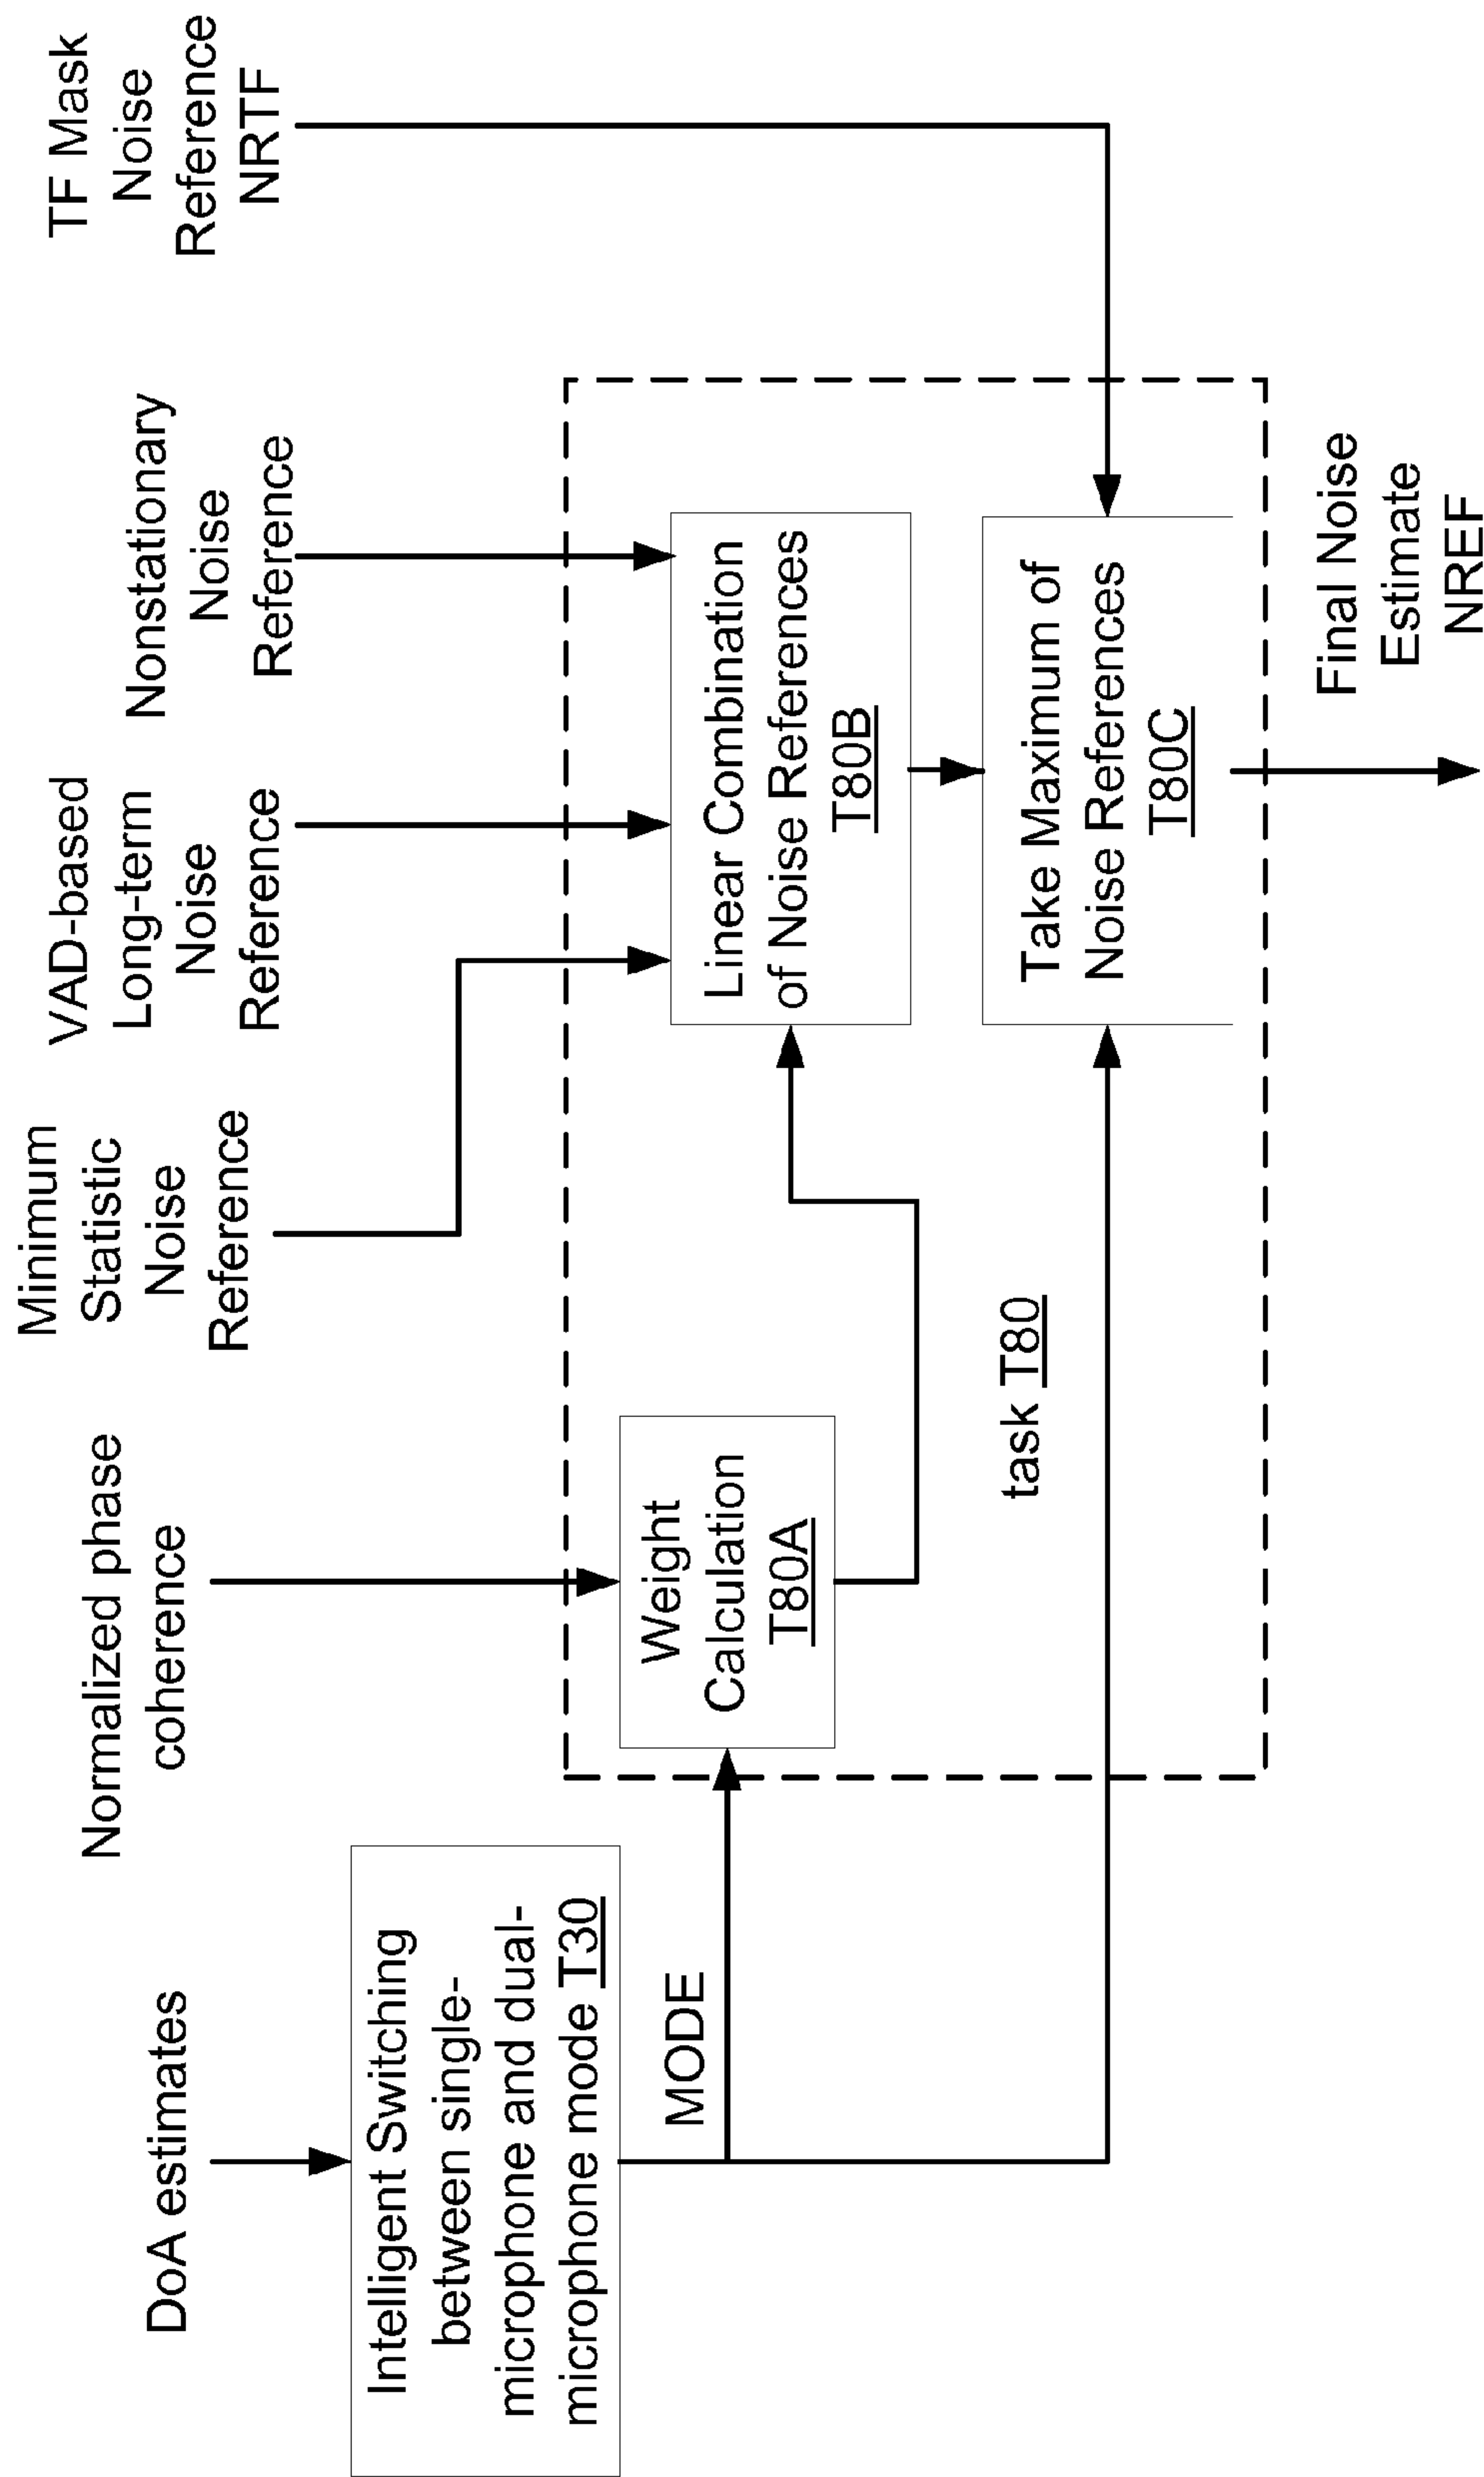 DoA estimates
Normalized phase
coherence
Minimum
Statistic
Noise
Reference
VAD-based
Long-term
Noise
Reference
Nonstationary
Noise
Reference
TF Mask
Noise
Reference
NRTF
Intelligent Switching
between single-
microphone and dual-
microphone mode T30
MODE
Weight
Calculation
T80A
Linear Combination
of Noise References
T80B
task T80
Take Maximum of
Noise References
T80C
Final Noise
Estimate
NREF